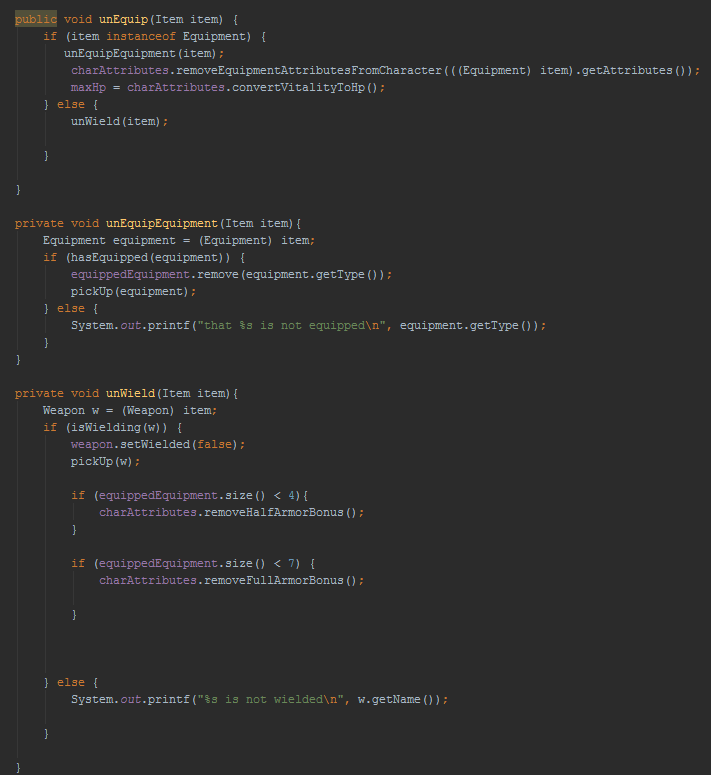 public void unEquip(Item item) {
if (item instanceof Equipment) {
unEquipEquipment(item);
charAttributes.removeEquipmentAttributesFromCharacter(((Equipment) item).getAttributes());
maxHp = charAttributes.convertVitalityToHp();
} else {
unWield(item);
}
}
private void unEquipEquipment(Item item){
Equipment equipment = (Equipment) item;
if (hasEquipped(equipment)) {
equippedEquipment.remove(equipment.getType());
pickUp(equipment);
} else {
System.out.printf("that %s is not equipped\n", equipment.getType());
}
}
private void unWield(Item item){
Weapon w = (Weapon) item;
if (isWielding(w)) {
weapon.setWielded(false);
pickUp(w);
if (equippedEquipment.size() < 4){
charAttributes.removeHalfArmorBonus();
}
if (equippedEquipment.size() < 7) {
charAttributes.removeFullArmorBonus();
}
} else {
System.out.printf("%s is not wielded\n", w.getName());
}
}